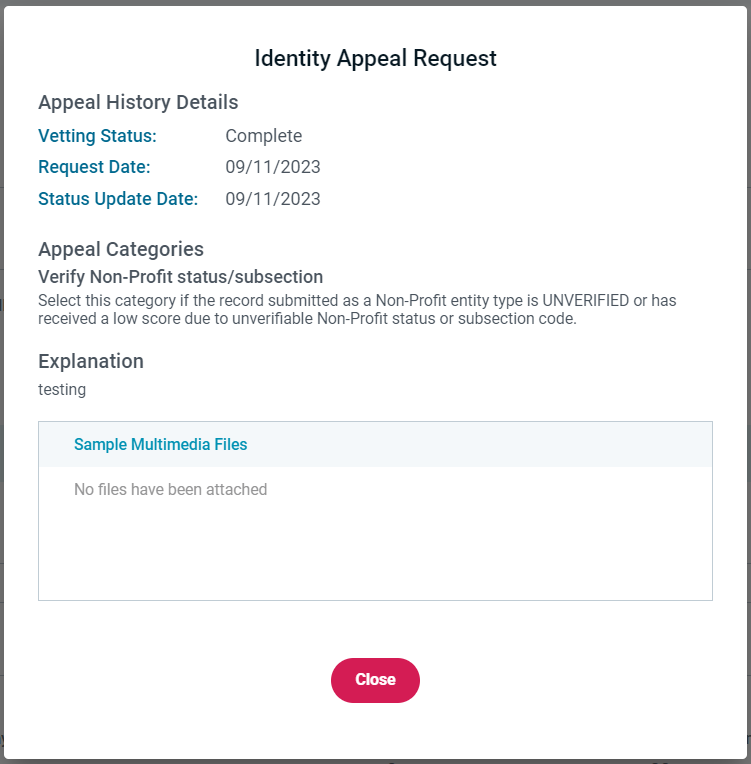 Identity Appeal Request
Appeal History Details
Vetting Status: Complete
Request Date: 09/11/2023
Status Update Date: 09/11/2023
Appeal Categories
Verify Non-Profit status/subsection
Select this category if the record submitted as a Non-Profit entity type is UNVERIFIED or has
received a low score due to unverifiable Non-Profit status or subsection code.
Explanation
testing
Sample Multimedia Files
No files have been attached
Close